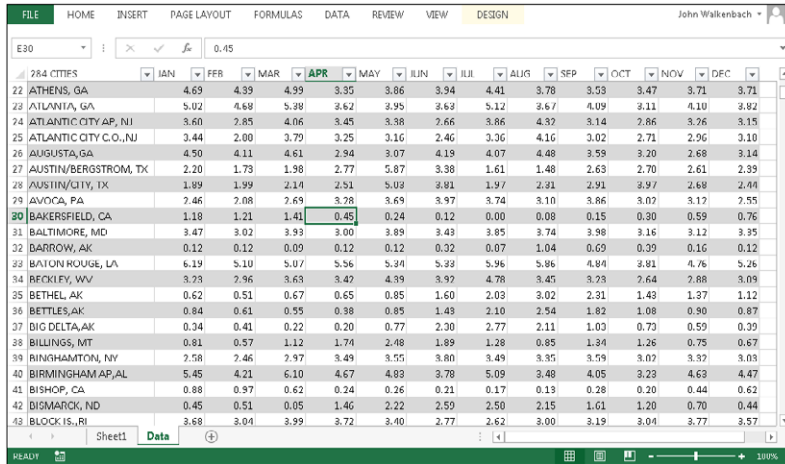 FILE HOME INSERT PAGE LAYOUT FORMULAS DATA REVIEW VIEW DESIGN John Walkenbach
E30 fx 0.45
284 CITIES JAN FEB MAR APR MAY JUN JUL AUG SEP OCT NOV DEC
22 ATHENS, GA 4.69 4.39 4.99 3.35 3.86 3.94 4.41 3.78 3.53 3.47 3.71 3.71
23 ATLANTA, GA 5.02 4.68 5.38 3.62 3.95 3.63 5.12 3.67 4.09 3.11 4.10 3.82
24 ATLANTIC CITY AP, NJ 3.60 2.85 4.06 3.45 3.38 2.66 3.86 4.32 3.14 2.86 3.26 3.15
25 ATLANTIC CITY C.O.,NJ 3.44 2.88 3.79 3.25 3.16 2.46 3.36 4.16 3.02 2.71 2.96 3.18
26 AUGUSTA,GA 4.50 4.11 4.61 2.94 3.07 4.19 4.07 4.48 3.59 3.20 2.68 3.14
27 AUSTIN/BERGSTROM, TX 2.20 1.73 1.98 2.77 5.87 3.38 1.61 1.48 2.63 2.70 2.61 2.39
28 AUSTIN/CITY, TX 1.89 1.99 2.14 2.51 5.03 3.81 1.97 2.31 2.91 3.97 2.68 2.44
29 AVOCA, PA 2.46 2.08 2.69 3.28 3.69 3.97 3.74 3.10 3.86 3.02 3.12 2.55
30 BAKERSFIELD, CA 1.18 1.21 1.41 0.45 0.24 0.12 0.00 0.08 0.15 0.30 0.59 0.76
31 BALTIMORE, MD 3.47 3.02 3.93 3.00 3.89 3.43 3.85 3.74 3.98 3.16 3.12 3.35
32 BARROW, AK 0.12 0.12 0.09 0.12 0.12 0.32 0.87 1.04 0.69 0.39 0.16 0.12
33 BATON ROUGE, LA 6.19 5.10 5.07 5.56 5.34 5.33 5.96 5.86 4.84 3.81 4.76 5.26
34 BECKLEY, WV 3.23 2.96 3.63 3.42 4.39 3.92 4.78 3.45 3.23 2.64 2.88 3.09
35 BETHEL, AK 0.62 0.51 0.67 0.65 0.85 1.60 2.03 3.02 2.31 1.43 1.37 1.12
36 BETTLES,AK 0.84 0.61 0.55 0.38 0.85 1.43 2.10 2.54 1.82 1.08 0.90 0.87
37 BIG DELTA,AK 0.34 0.41 0.22 0.20 0.77 2.38 2.77 2.11 1.03 0.73 0.59 0.39
38 BILLINGS, MT 0.81 0.57 1.12 1.74 2.48 1.89 1.28 0.85 1.34 1.26 0.75 0.67
39 BINGHAMTON, NY 2.58 2.46 2.97 3.49 3.55 3.80 3.49 3.35 3.59 3.02 3.32 3.03
40 BIRMINGHAM AP,AL 5.45 4.21 6.10 4.67 4.83 3.78 5.09 3.48 4.05 3.23 4.63 4.47
41 BISHOP, CA 0.88 0.97 0.62 0.24 0.26 0.21 0.17 0.13 0.28 0.20 0.44 0.62
42 BISMARCK, ND 0.45 0.51 0.85 1.46 2.22 2.59 2.58 2.15 1.61 1.28 0.70 0.44
43 BLOCK IS.,RI 3.68 3.04 3.99 3.72 3.40 2.77 2.62 3.00 3.19 3.04 3.77 3.57
Sheet1 Data
READY 100%